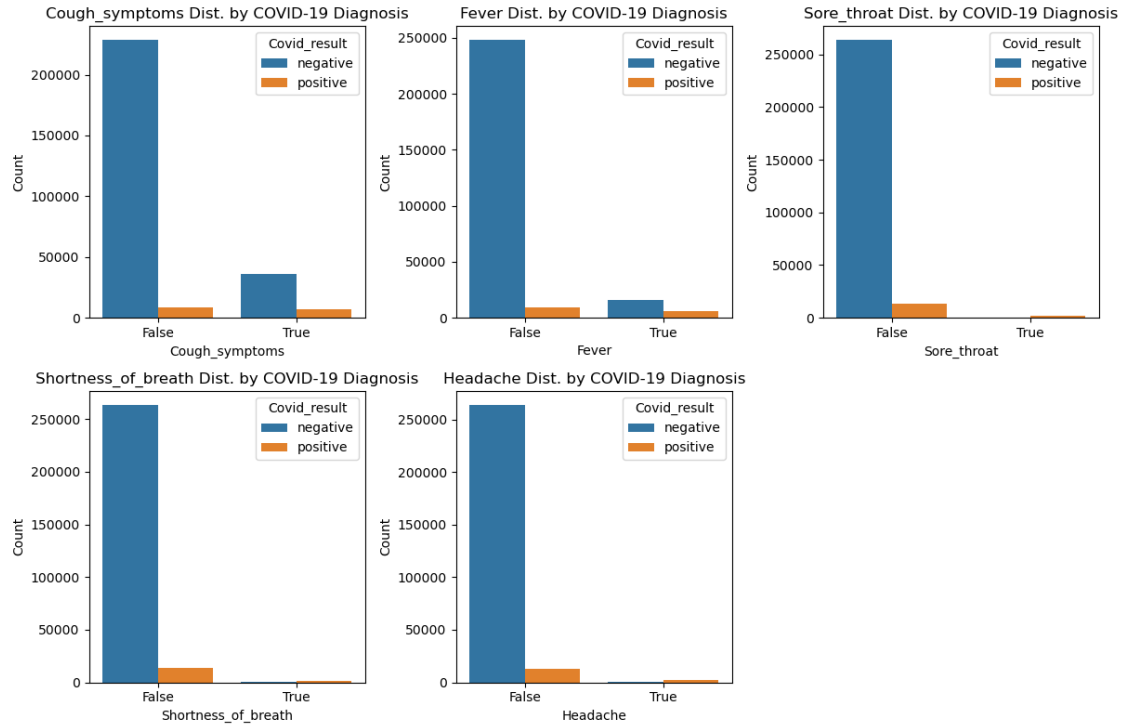 Cough_symptoms Dist. by COVID-19 Diagnosis
Covid_result
negative
positive
200000
150000
100000
50000
0
Count
False
True
Cough_symptoms
Fever Dist. by COVID-19 Diagnosis
Covid_result
negative
positive
250000
200000
150000
100000
50000
0
Count
False
True
Fever
Sore_throat Dist. by COVID-19 Diagnosis
Covid_result
negative
positive
250000
200000
150000
100000
50000
0
Count
False
True
Sore_throat
Shortness_of_breath Dist. by COVID-19 Diagnosis
Covid_result
negative
positive
250000
200000
150000
100000
50000
0
Count
False
True
Shortness_of_breath
Headache Dist. by COVID-19 Diagnosis
Covid_result
negative
positive
250000
200000
150000
100000
50000
0
Count
False
True
Headache